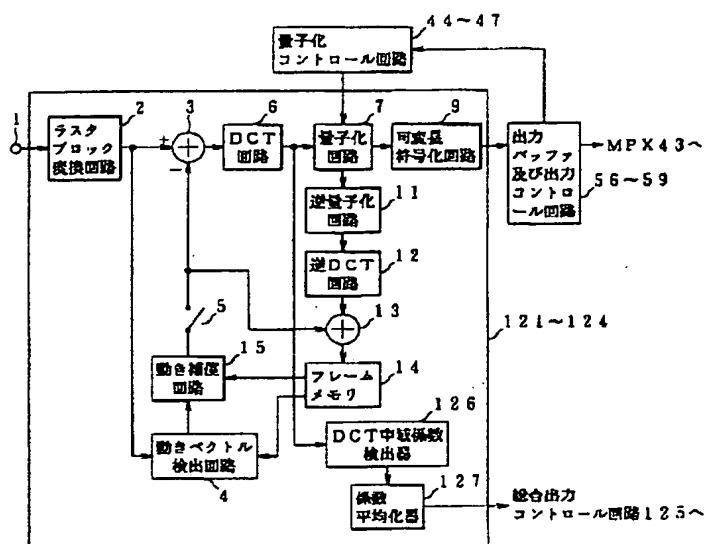 44〜47
量子化
コントロール回路
1
2
ラスタ
ブロック
変換回路
3
+
−
6
DCT
回路
7
量子化
回路
9
可変長
符号化回路
出力
バッファ
及び出力
コントロ
ール回路
MPX43へ
56〜59
11
逆量子化
回路
12
逆DCT
回路
13
5
15
動き補償
回路
14
フレーム
メモリ
121〜124
動きベクトル
検出回路
4
126
DCT中域係数
検出器
127
係数
平均化器
総合出力
コントロール回路125へ